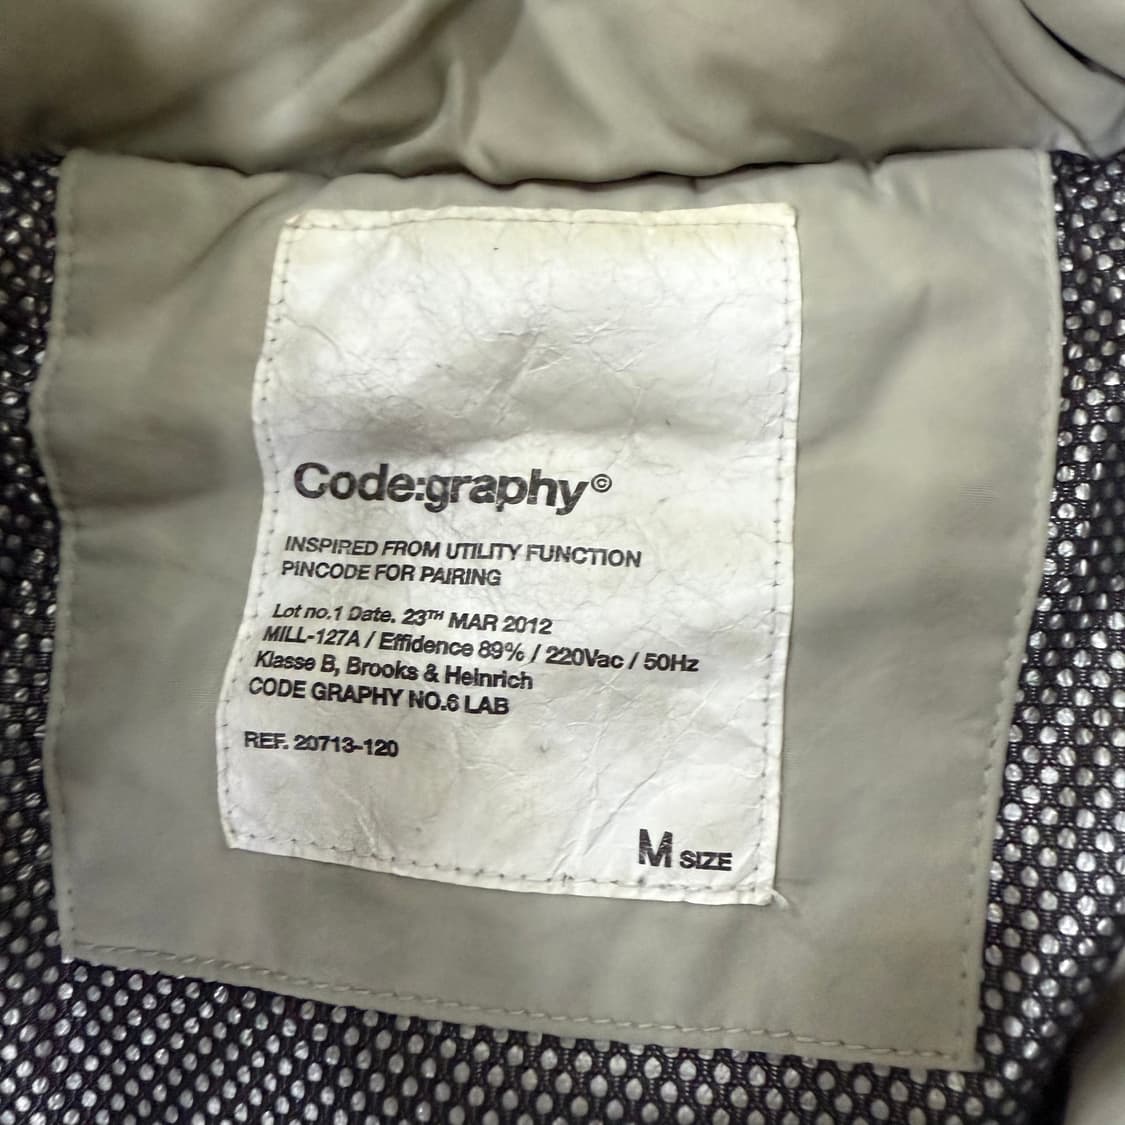 Code:graphy©
INSPIRED FROM UTILITY FUNCTION
PINCODE FOR PAIRING
Lot no.1 Date. 23TH MAR 2012
MILL-127A / Effidence 89% / 220Vac / 50Hz
Klasse B, Brooks & Heinrich
CODE GRAPHY NO.6 LAB
REF. 20713-120
M SIZE